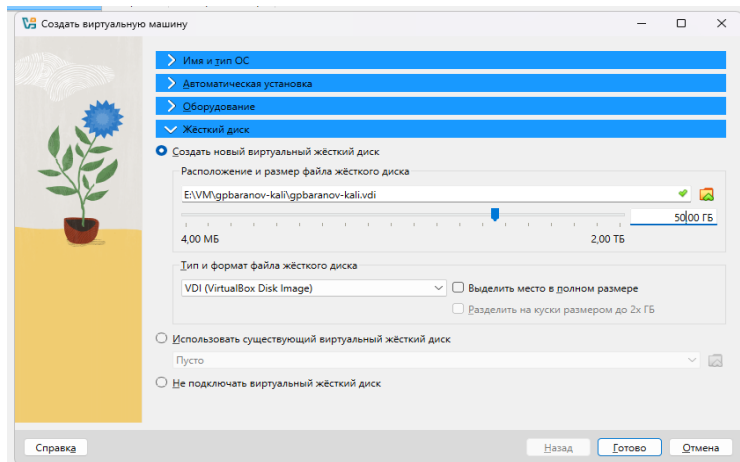 Создать виртуальную машину
Имя и тип ОС
Автоматическая установка
Оборудование
Жёсткий диск
Создать новый виртуальный жёсткий диск
Расположение и размер файла жёсткого диска
E:\VM\gpbaranov-kali\gpbaranov-kali.vdi
50,00 ГБ
4,00 МБ 2,00 ТБ
Тип и формат файла жёсткого диска
VDI (VirtualBox Disk Image) Выделить место в полном размере
Разделить на куски размером до 2х ГБ
Использовать существующий виртуальный жёсткий диск
Пусто
Не подключать виртуальный жёсткий диск
Справка Назад Готово Отмена